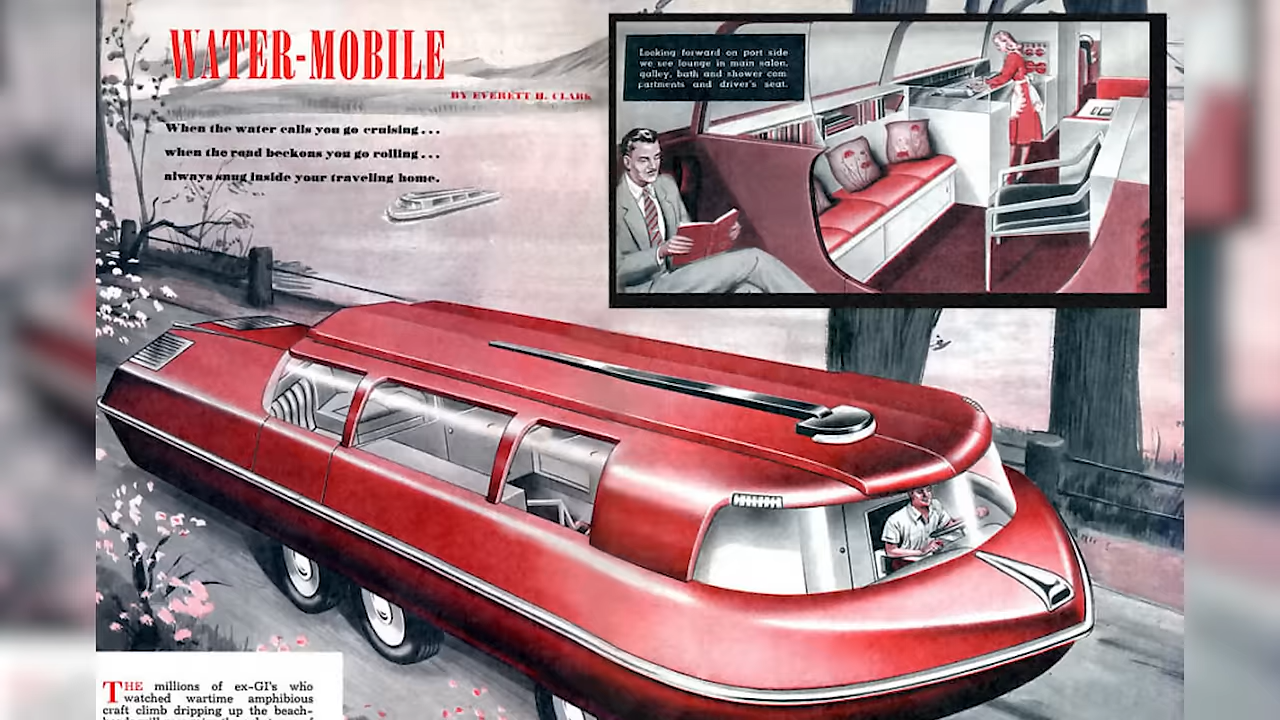 WATER-MOBILE
BY EVERETT H. CLARK
When the water calls you go cruising...
when the road beckons you go rolling...
always snug inside your traveling home.
Looking forward on port side
we see lounge in main salon,
galley, bath and shower com
partments and driver's seat.
THE millions of ex-GI's who
watched wartime amphibious
craft climb dripping up the beach-